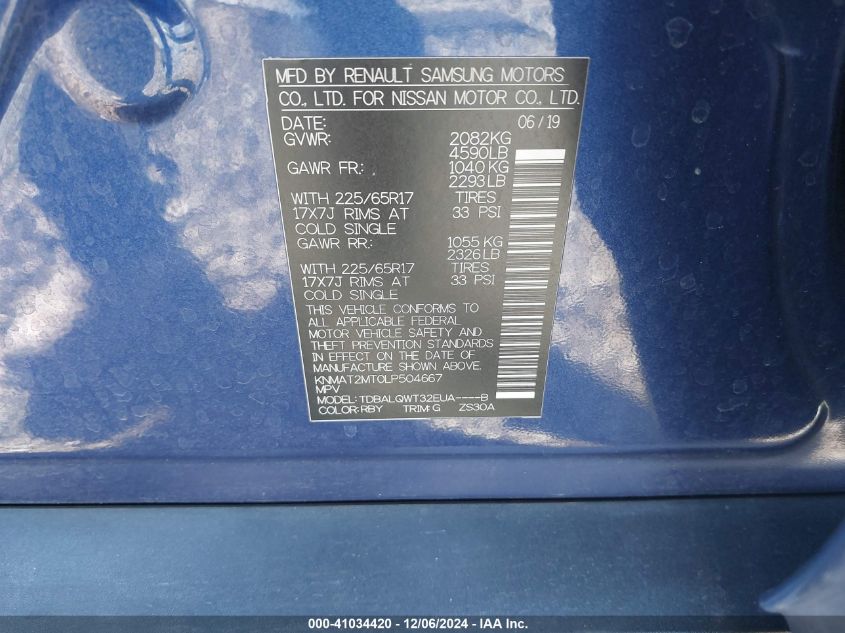 MFD BY RENAULT SAMSUNG MOTORS
CO., LTD. FOR NISSAN MOTOR CO., LTD.
DATE: 06/19
GVWR: 2082KG
4590LB
GAWR FR: 1040KG
2293LB
WITH 225/65R17 TIRES
17X7J RIMS AT 33 PSI
COLD SINGLE
GAWR RR: 1055KG
2326LB
WITH 225/65R17 TIRES
17X7J RIMS AT 33 PSI
COLD SINGLE
THIS VEHICLE CONFORMS TO
ALL APPLICABLE FEDERAL
MOTOR VEHICLE SAFETY AND
THEFT PREVENTION STANDARDS
IN EFFECT ON THE DATE OF
MANUFACTURE SHOWN ABOVE.
KNMAT2MT0LP504667
MPV
MODEL: TDBALQWT32EUA----B
COLOR:RBY TRIM:G ZS30A
000-41034420 - 12/06/2024 - IAA Inc.